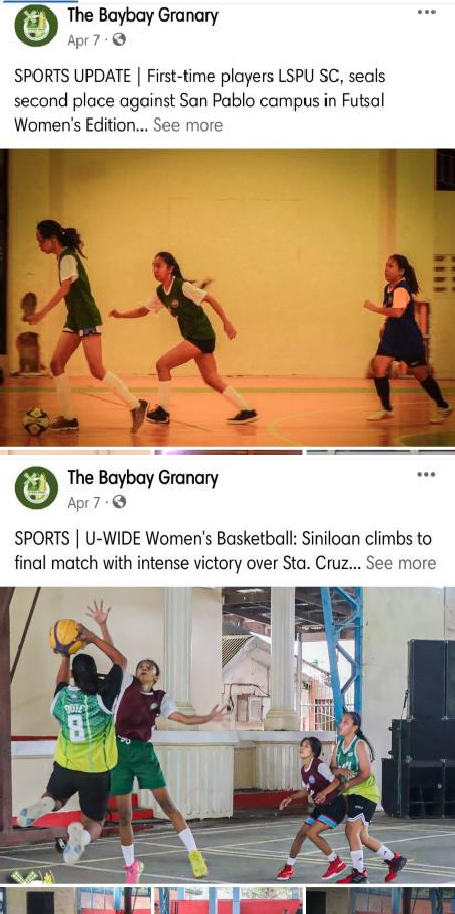 The Baybay Granary
Apr 7 ·
SPORTS UPDATE | First-time players LSPU SC, seals
second place against San Pablo campus in Futsal
Women's Edition... See more
The Baybay Granary
Apr 7 ·
SPORTS | U-WIDE Women's Basketball: Siniloan climbs to
final match with intense victory over Sta. Cruz... See more
8